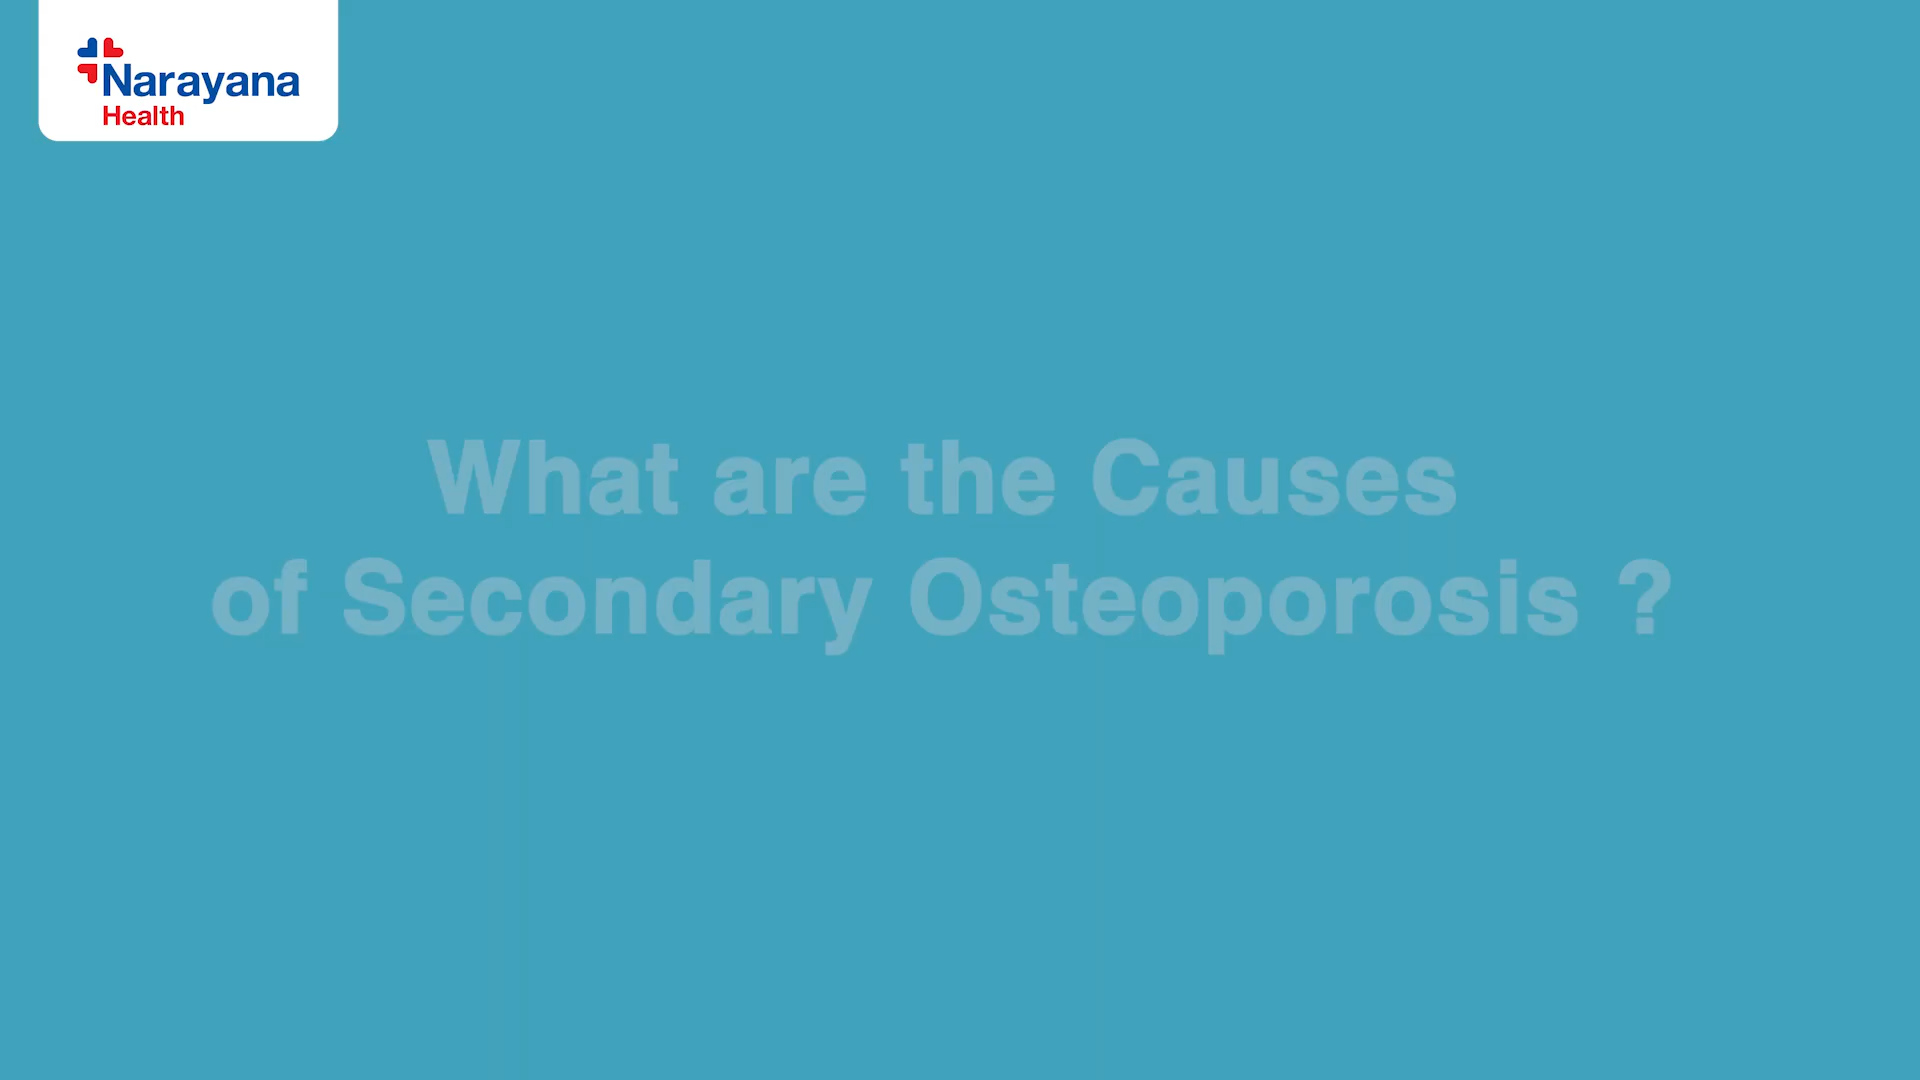 Narayana
Health
What are the Causes
of Secondary Osteoporosis ?